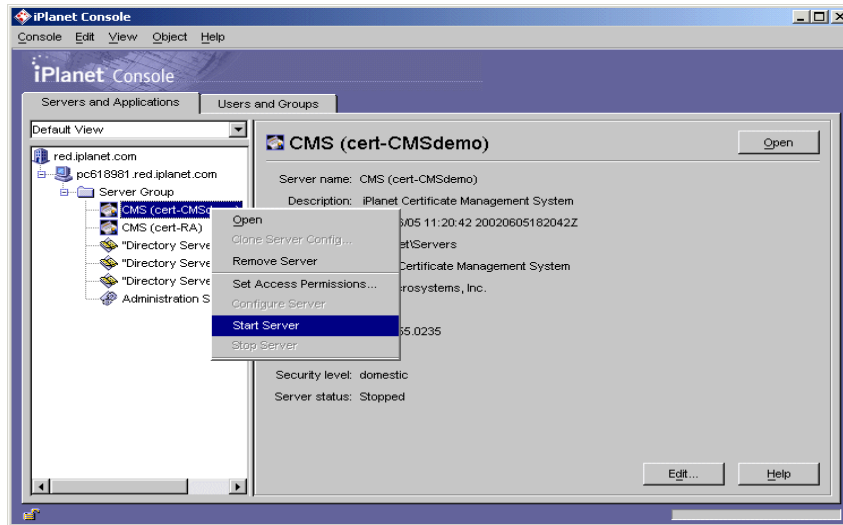 iPlanet Console
Console Edit View Object Help
iPlanet Console
Servers and Applications
Users and Groups
Default View
red.iplanet.com
pc618981.red.iplanet.com
Server Group
CMS (cert-CMSd
CMS (cert-RA)
"Directory Serve
"Directory Serve
"Directory Serve
Administration S
Open
Clone Server Config...
Remove Server
Set Access Permissions...
Configure Server
Start Server
Stop Server
CMS (cert-CMSdemo)
Open
Server name: CMS (cert-CMSdemo)
Description: iPlanet Certificate Management System
/05 11:20:42 20020605182042Z
et\Servers
Certificate Management System
rosystems, Inc.
55.0235
Security level: domestic
Server status: Stopped
Edit...
Help